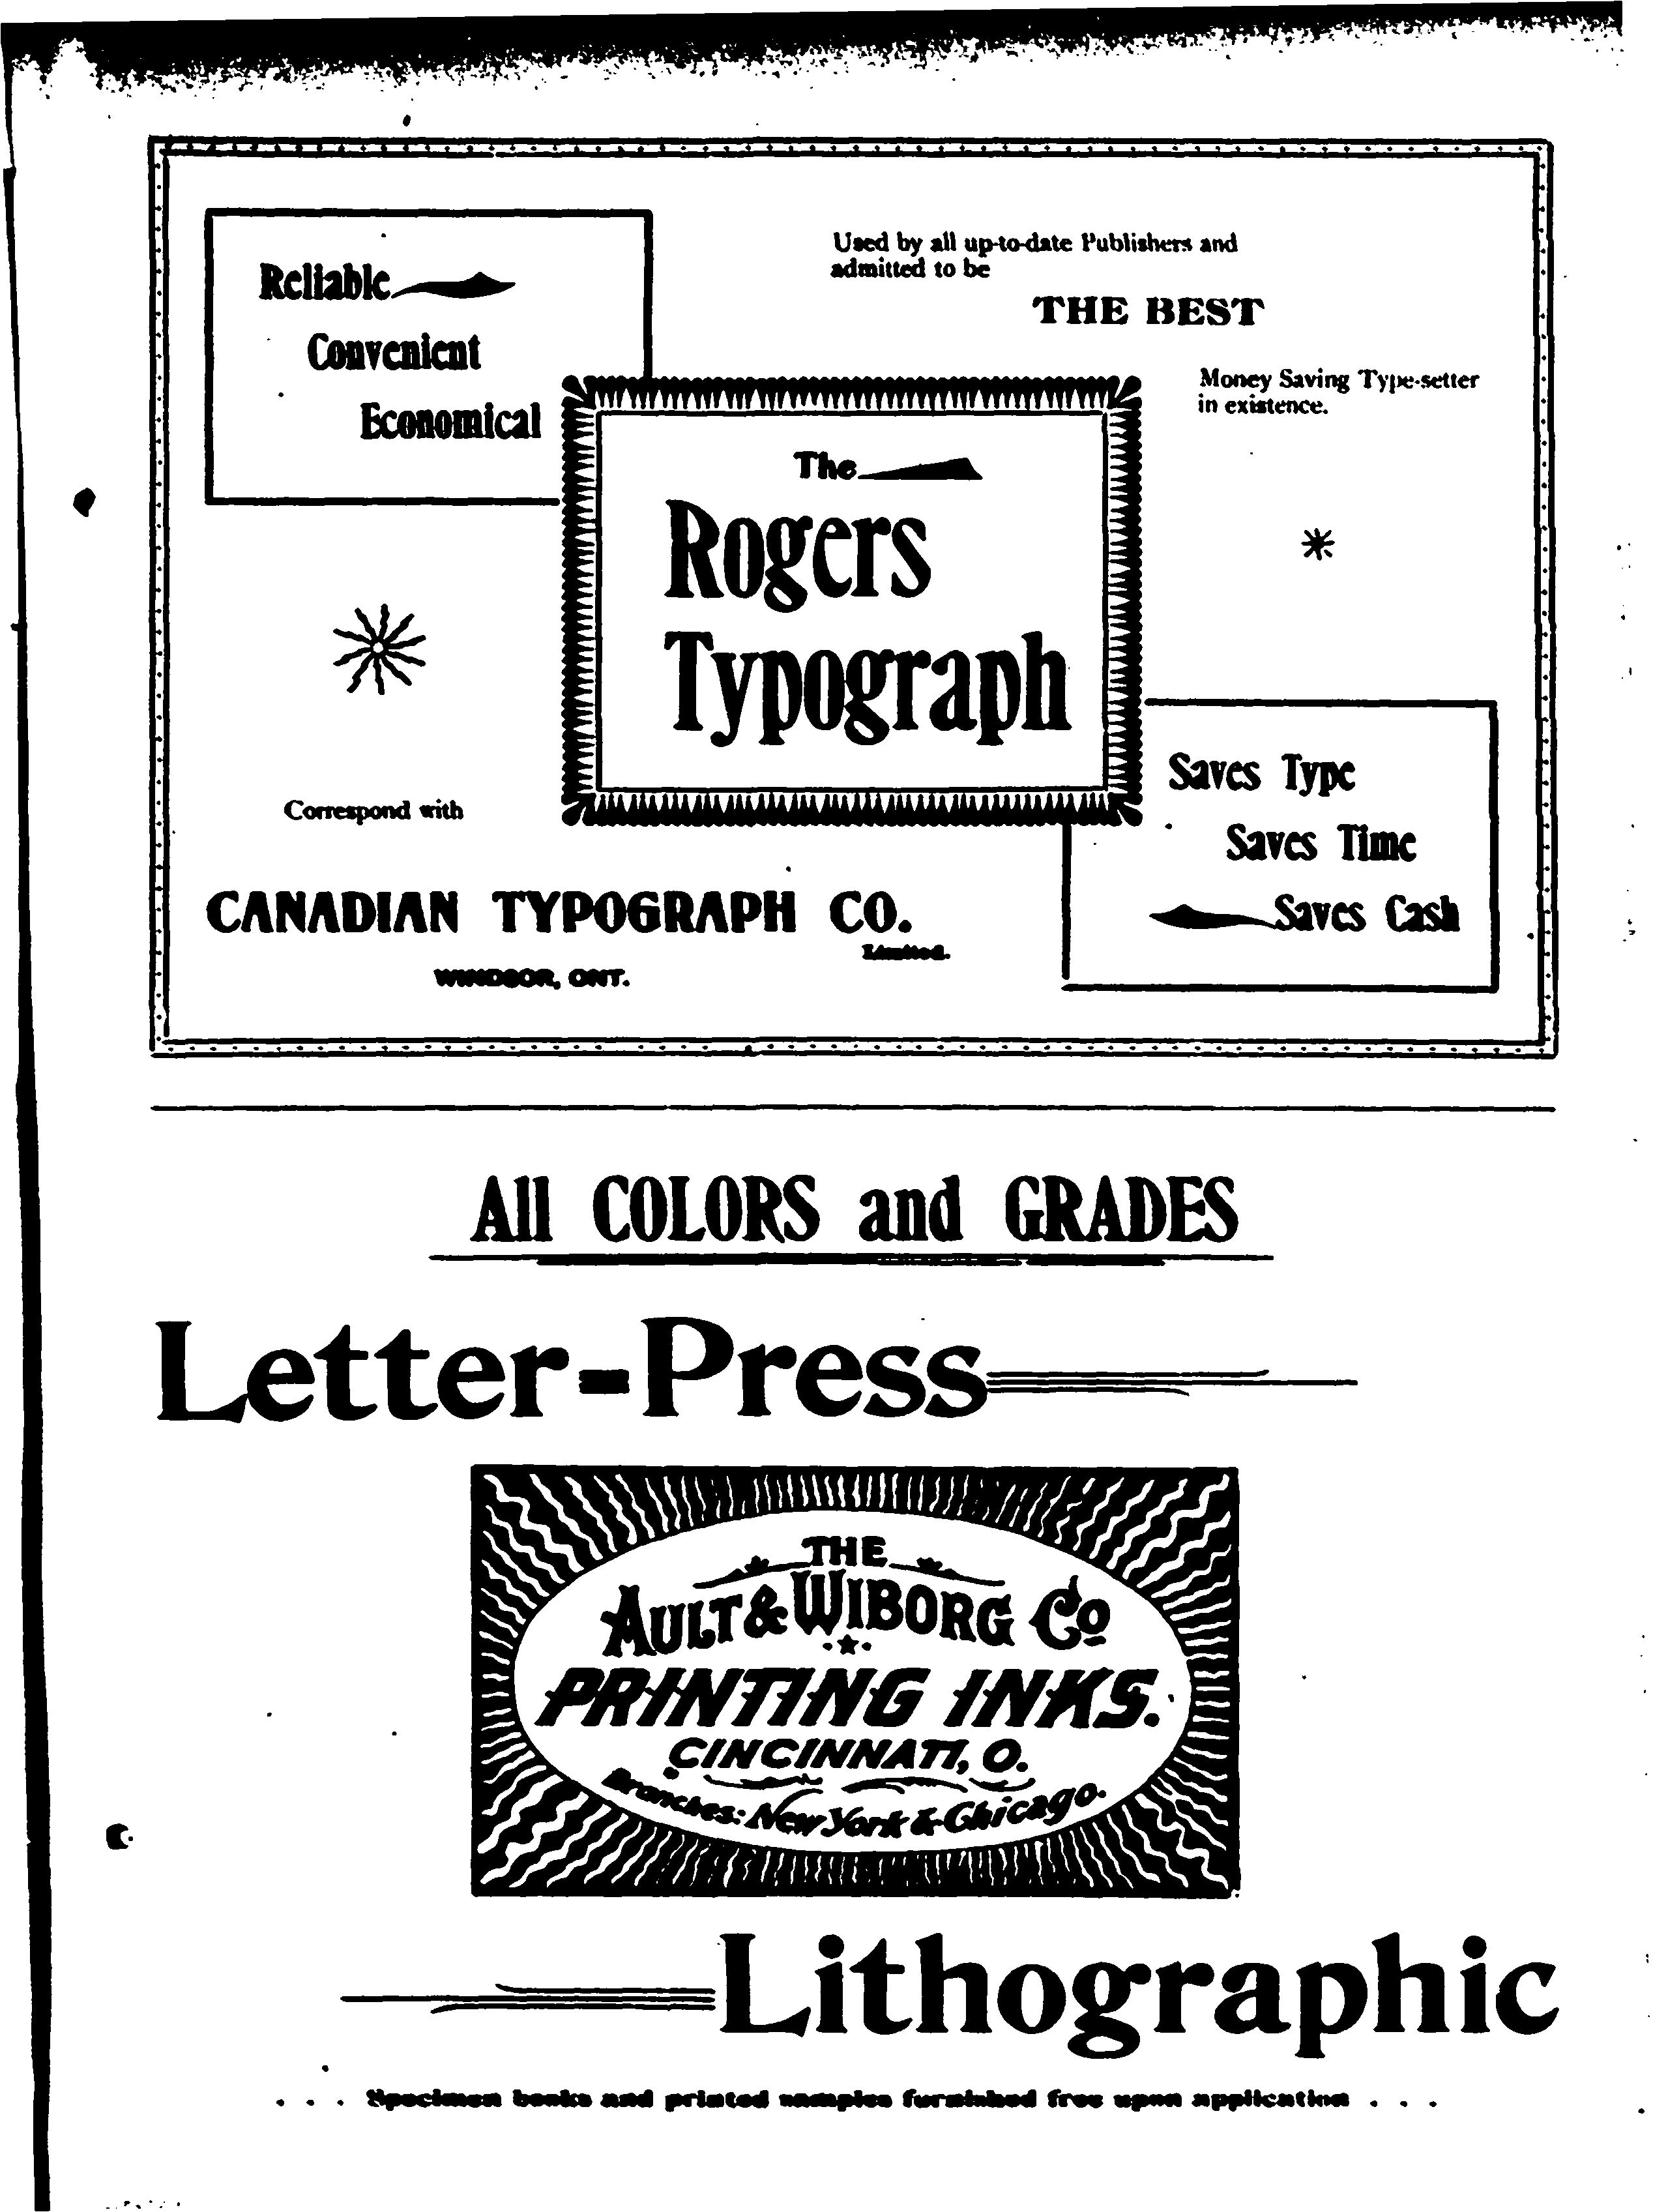 Reliable
Convenient
Economical
Used by all up-to-date Publishers and
admitted to be
THE BEST
Money Saving Type-setter
in existence.
The
Rogers
Typograph
Correspond with
CANADIAN TYPOGRAPH CO.
Limited.
WINDSOR, ONT.
Saves Type
Saves Time
Saves Cash
All COLORS and GRADES
Letter-Press
THE
AULT & WIBORG Co
PRINTING INKS.
CINCINNATI, O.
Branches: New York & Chicago.
Lithographic
. . . Specimen books and printed samples furnished free upon application . . .